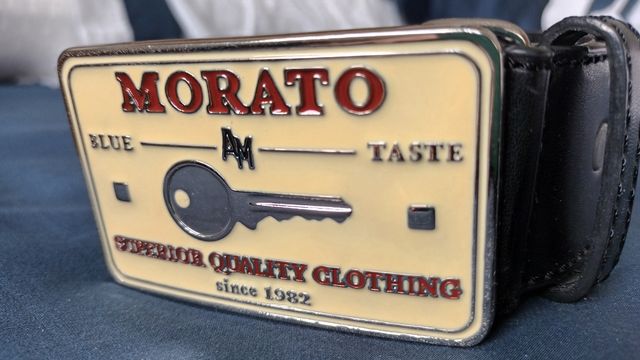 MORATO
BLUE AM TASTE
SUPERIOR QUALITY CLOTHING
since 1982